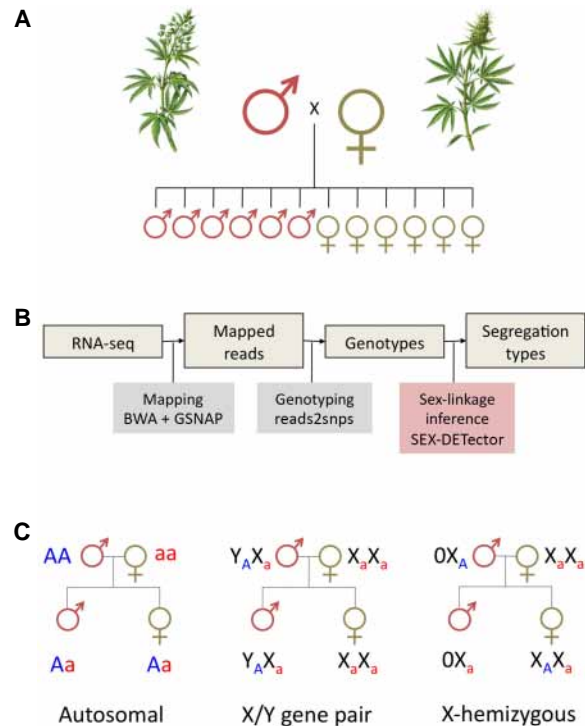 A
X
B
RNA-seq
Mapped
reads
Genotypes
Segregation
types
Mapping
BWA + GSNAP
Genotyping
reads2snps
Sex-linkage
inference
SEX-DETector
C
AA aa
Aa Aa
Autosomal
YAXa XaXa
YAXa XaXa
X/Y gene pair
0XA XaXa
0Xa XAXa
X-hemizygous